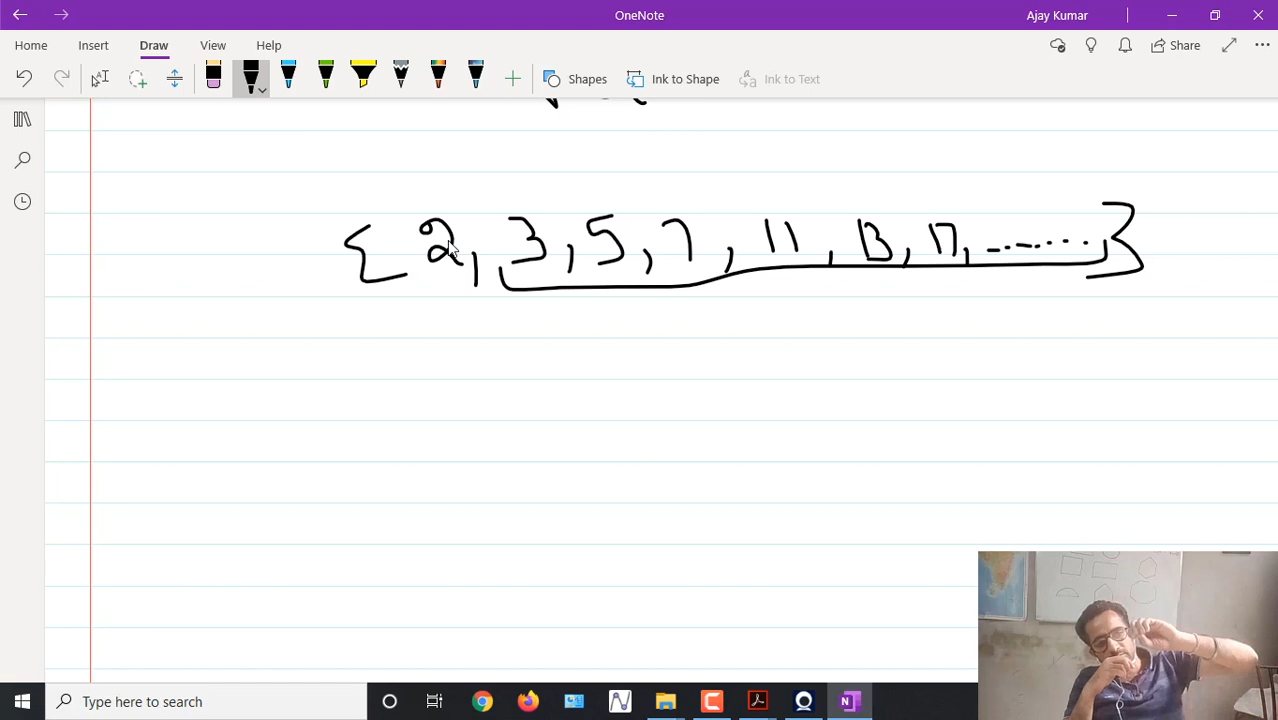 OneNote
Ajay Kumar
Home Insert Draw View Help
Share
Shapes Ink to Shape Ink to Text
{ 2, 3, 5, 7, 11, 13, 17, ------- }
Type here to search